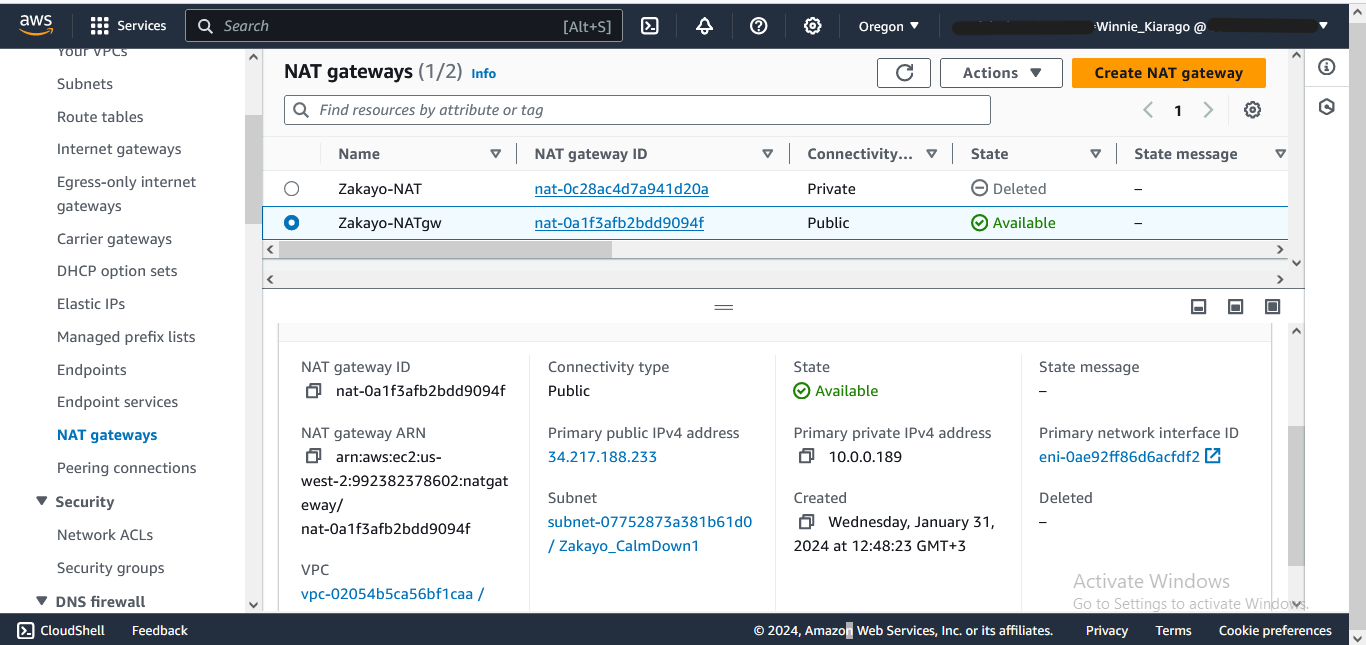 aws
Services
Search
[Alt+S]
Oregon
Winnie_Kiarago @
Your VPCs
Subnets
Route tables
Internet gateways
Egress-only internet
gateways
Carrier gateways
DHCP option sets
Elastic IPs
Managed prefix lists
Endpoints
Endpoint services
NAT gateways
Peering connections
Security
Network ACLs
Security groups
DNS firewall
NAT gateways (1/2) Info
Actions
Create NAT gateway
Find resources by attribute or tag
1
Name NAT gateway ID Connectivity... State State message
Zakayo-NAT nat-0c28ac4d7a941d20a Private Deleted –
Zakayo-NATgw nat-0a1f3afb2bdd9094f Public Available –
NAT gateway ID
nat-0a1f3afb2bdd9094f
NAT gateway ARN
arn:aws:ec2:us-
west-2:992382378602:natgat
eway/
nat-0a1f3afb2bdd9094f
VPC
vpc-02054b5ca56bf1caa /
Connectivity type
Public
Primary public IPv4 address
34.217.188.233
Subnet
subnet-07752873a381b61d0
/ Zakayo_CalmDown1
State
Available
Primary private IPv4 address
10.0.0.189
Created
Wednesday, January 31,
2024 at 12:48:23 GMT+3
State message
–
Primary network interface ID
eni-0ae92ff86d6acfdf2
Deleted
–
Activate Windows
Go to Settings to activate Windows.
CloudShell
Feedback
© 2024, Amazon Web Services, Inc. or its affiliates.
Privacy
Terms
Cookie preferences